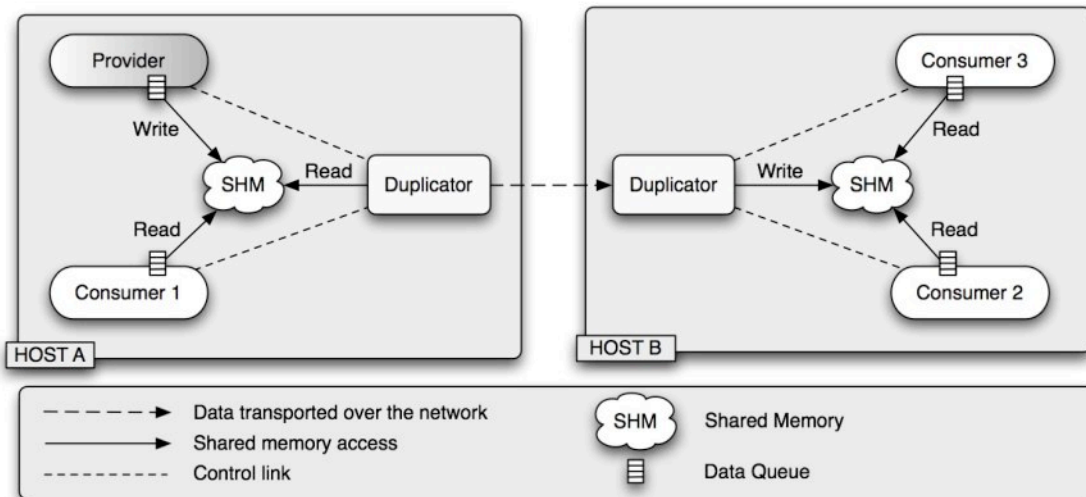 Provider
Write
SHM
Read
Read
Duplicator
Consumer 1
HOST A
Consumer 3
Read
Duplicator
Write
SHM
Read
Consumer 2
HOST B
Data transported over the network
Shared memory access
Control link
SHM
Shared Memory
Data Queue